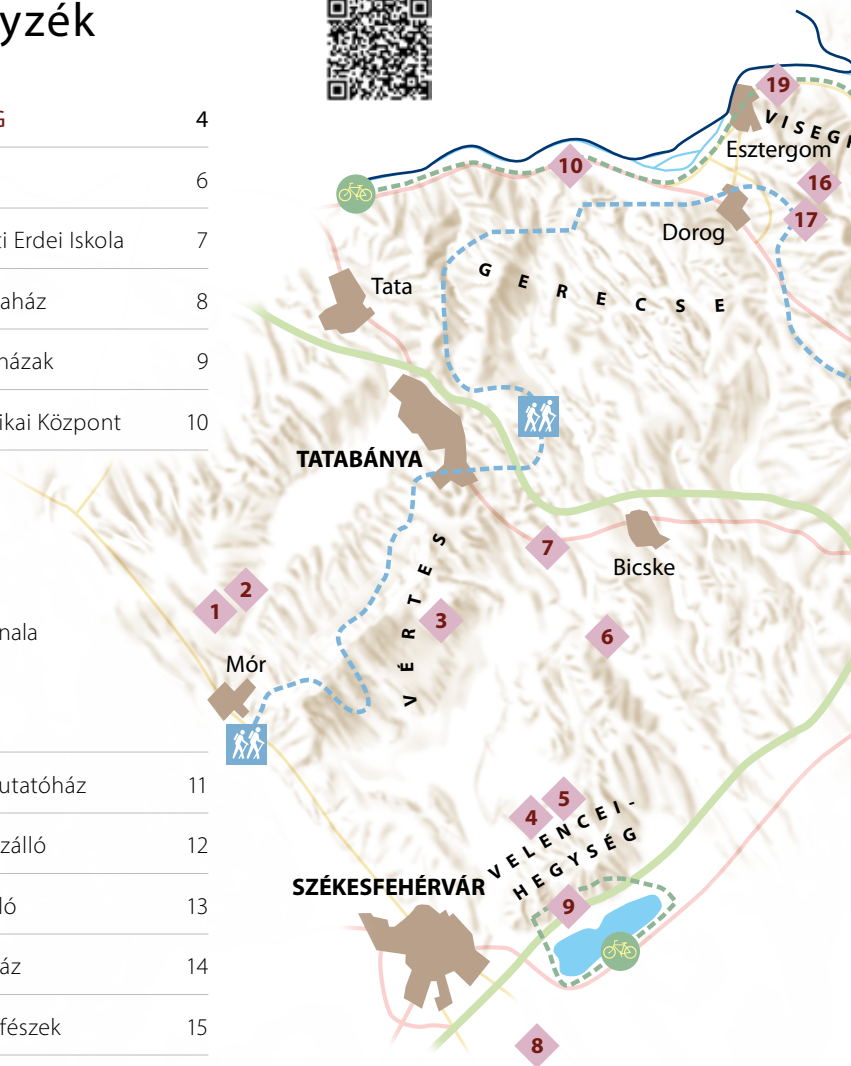 yzék
G 4
6
i Erdei Iskola 7
aház 8
házak 9
ikai Központ 10
nala
utatóház 11
zálló 12
ló 13
áz 14
fészek 15
19
VISEGR
Esztergom
10
16
17
Dorog
Tata
GERECSE
TATABÁNYA
7
Bicske
VÉRTES
2
1
3
6
Mór
5
4
VELENCEI-
HEGYSÉG
SZÉKESFEHÉRVÁR
9
8